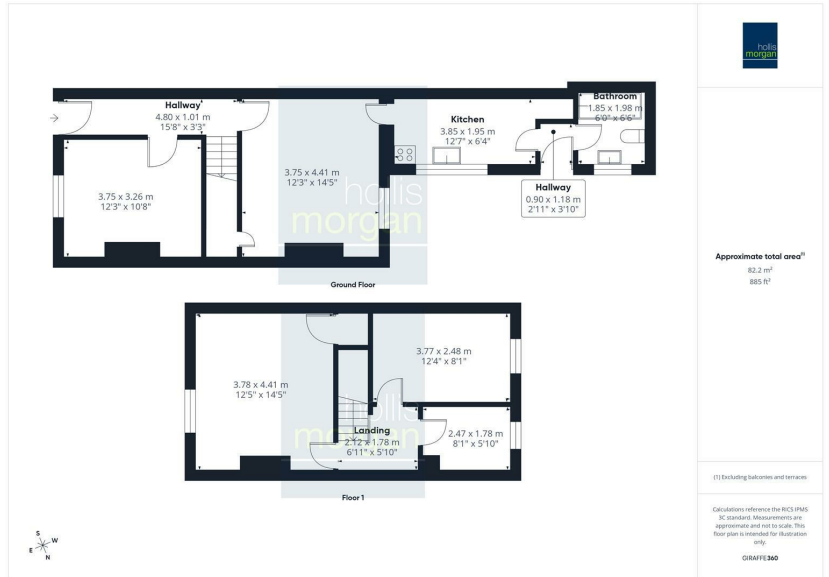 hollis
morgan
Hallway
4.80 x 1.01 m
15'8" x 3'3"
3.75 x 3.26 m
12'3" x 10'8"
3.75 x 4.41 m
12'3" x 14'5"
hollis
morgan
Kitchen
3.85 x 1.95 m
12'7" x 6'4"
Bathroom
1.85 x 1.98 m
6'0" x 6'6"
Hallway
0.90 x 1.18 m
2'11" x 3'10"
Ground Floor
3.78 x 4.41 m
12'5" x 14'5"
3.77 x 2.48 m
12'4" x 8'1"
hollis
morgan
Landing
2.12 x 1.78 m
6'11" x 5'10"
2.47 x 1.78 m
8'1" x 5'10"
Floor 1
S
W
E
N
Approximate total area(1)
82.2 m²
885 ft²
(1) Excluding balconies and terraces
Calculations reference the RICS IPMS
3C standard. Measurements are
approximate and not to scale. This
floor plan is intended for illustration
only.
GIRAFFE360